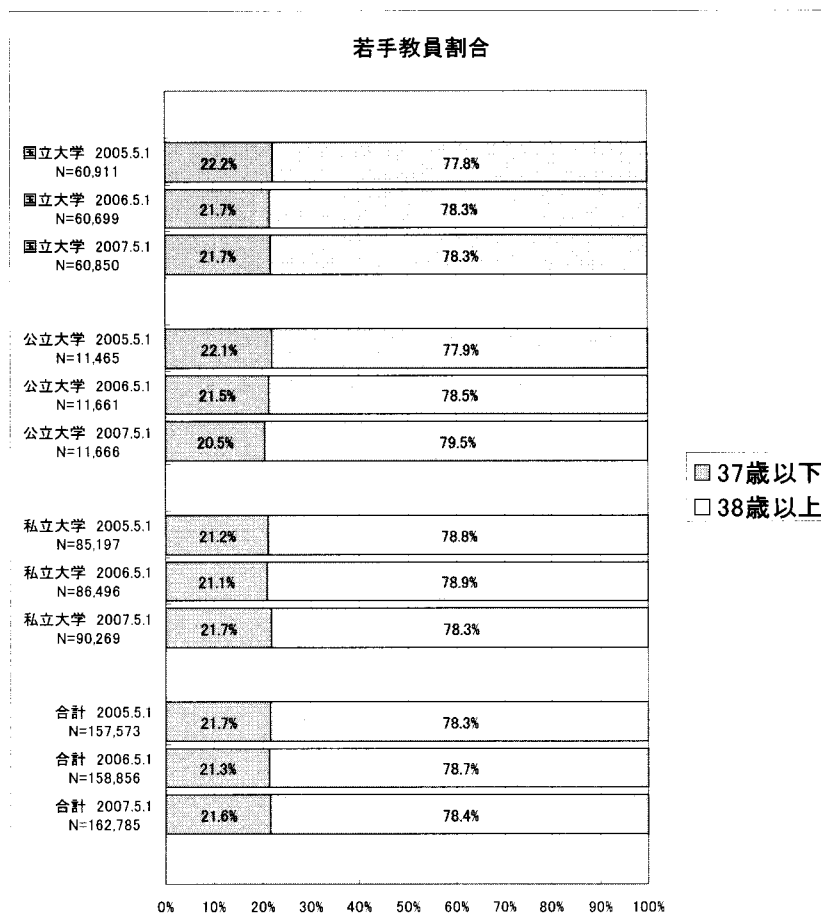 若手教員割合
国立大学 2005.5.1
N=60,911
22.2%
77.8%
国立大学 2006.5.1
N=60,699
21.7%
78.3%
国立大学 2007.5.1
N=60,850
21.7%
78.3%
公立大学 2005.5.1
N=11,465
22.1%
77.9%
公立大学 2006.5.1
N=11,661
21.5%
78.5%
公立大学 2007.5.1
N=11,666
20.5%
79.5%
37歳以下
38歳以上
私立大学 2005.5.1
N=85,197
21.2%
78.8%
私立大学 2006.5.1
N=86,496
21.1%
78.9%
私立大学 2007.5.1
N=90,269
21.7%
78.3%
合計 2005.5.1
N=157,573
21.7%
78.3%
合計 2006.5.1
N=158,856
21.3%
78.7%
合計 2007.5.1
N=162,785
21.6%
78.4%
0% 10% 20% 30% 40% 50% 60% 70% 80% 90% 100%